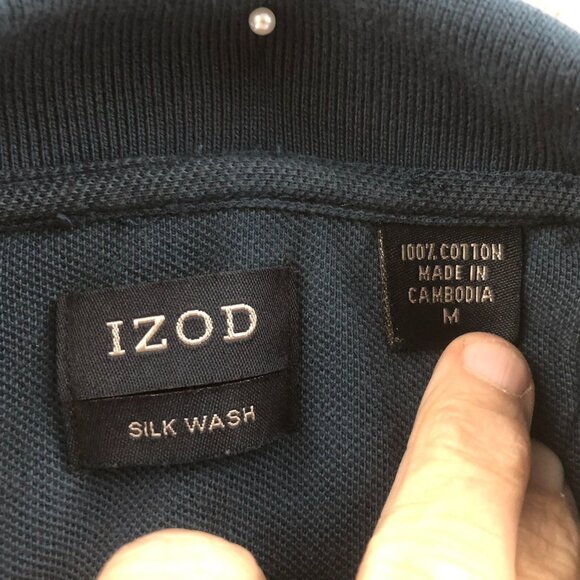 IZOD
SILK WASH
100% COTTON
MADE IN
CAMBODIA
M